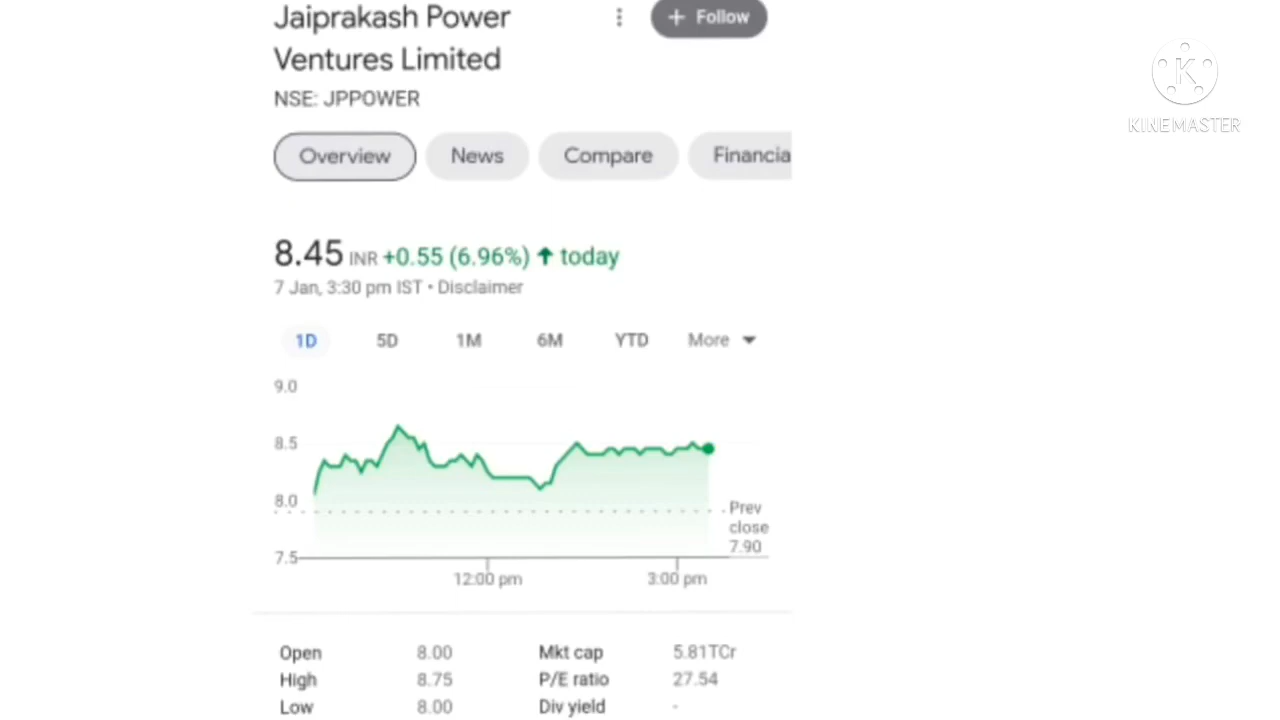 Jaiprakash Power
Ventures Limited
+ Follow
NSE: JPPOWER
Overview
News
Compare
Financia
8.45 INR +0.55 (6.96%) ↑ today
7 Jan, 3:30 pm IST • Disclaimer
1D 5D 1M 6M YTD More
9.0
8.5
8.0
7.5
Prev
close
7.90
12:00 pm 3:00 pm
Open 8.00 Mkt cap 5.81TCr
High 8.75 P/E ratio 27.54
Low 8.00 Div yield -
K
KINEMASTER